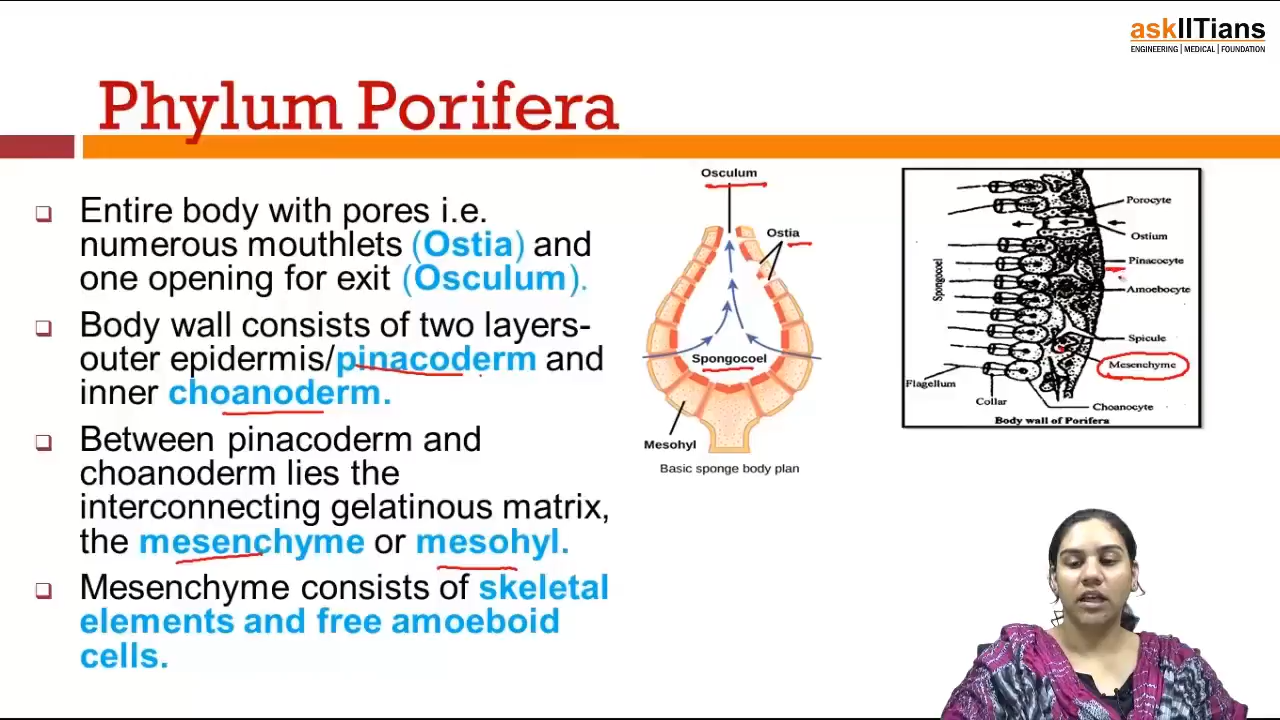 askIITians
ENGINEERING | MEDICAL | FOUNDATION
Phylum Porifera
Entire body with pores i.e.
numerous mouthlets (Ostia) and
one opening for exit (Osculum).
Body wall consists of two layers-
outer epidermis/pinacoderm and
inner choanoderm.
Between pinacoderm and
choanoderm lies the
interconnecting gelatinous matrix,
the mesenchyme or mesohyl.
Mesenchyme consists of skeletal
elements and free amoeboid
cells.
Osculum
Ostia
Spongocoel
Mesohyl
Basic sponge body plan
Porocyte
Ostium
Pinacocyte
Amoebocyte
Spicule
Mesenchyme
Spongocoel
Flagellum
Collar
Choanocyte
Body wall of Porifera